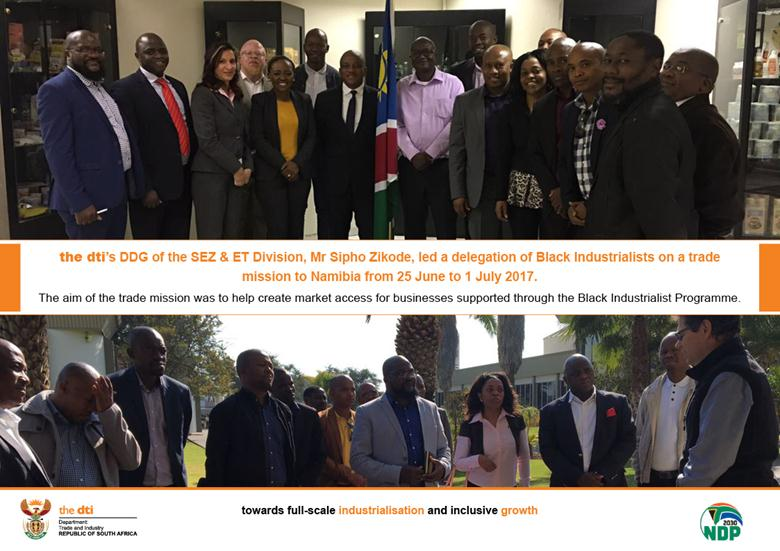 the dti's DDG of the SEZ & ET Division, Mr Sipho Zikode, led a delegation of Black Industrialists on a trade
mission to Namibia from 25 June to 1 July 2017.
The aim of the trade mission was to help create market access for businesses supported through the Black Industrialist Programme.
the dti
Department:
Trade and Industry
REPUBLIC OF SOUTH AFRICA
towards full-scale industrialisation and inclusive growth
2030
NDP